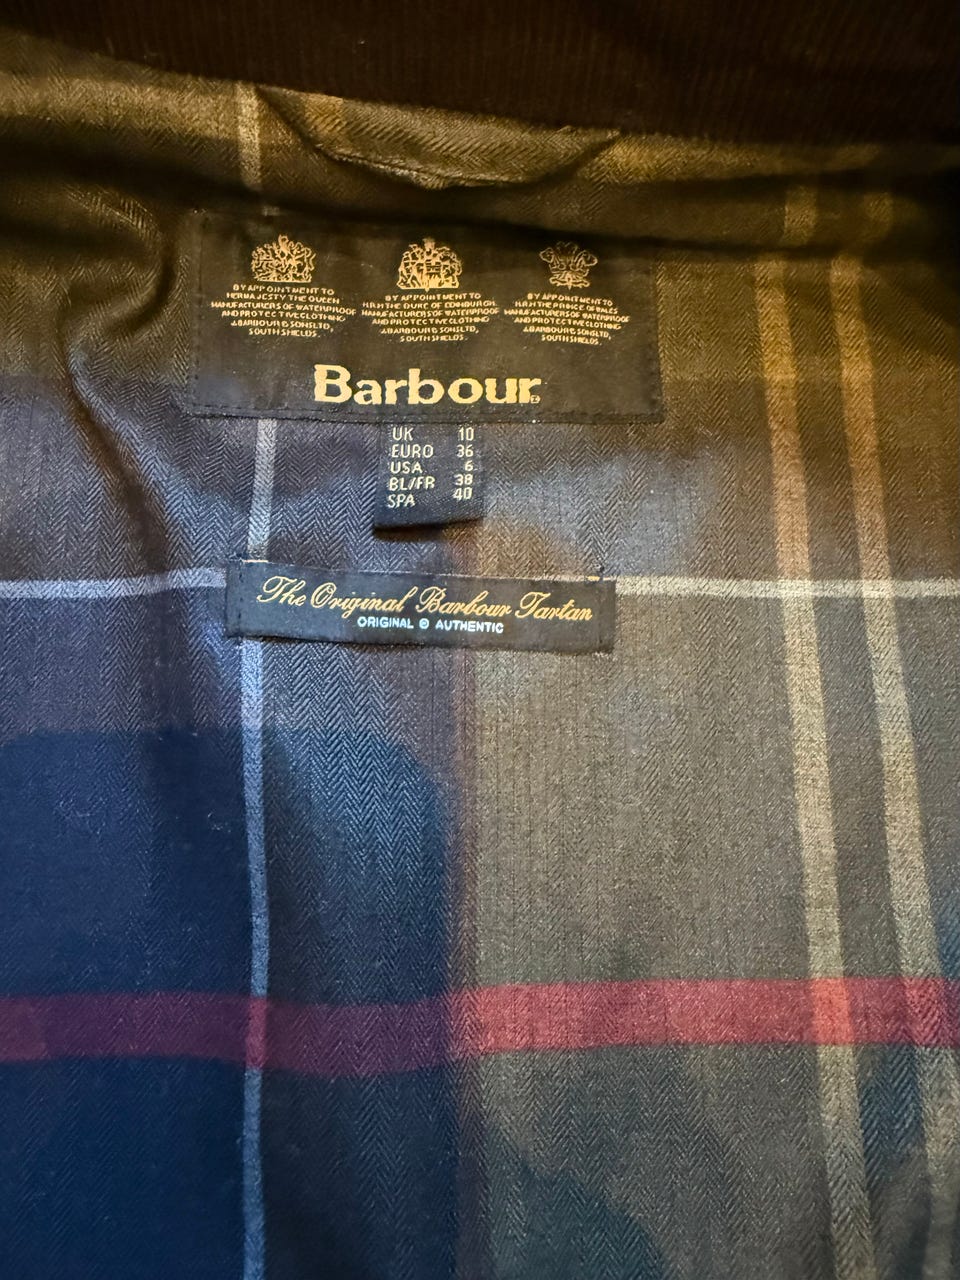 BY APPOINTMENT TO
HER MAJESTY THE QUEEN
MANUFACTURERS OF WATERPROOF
AND PROTECTIVE CLOTHING
J.BARBOUR & SONS LTD,
SOUTH SHIELDS.
BY APPOINTMENT TO
H.R.H THE DUKE OF EDINBURGH.
MANUFACTURERS OF WATERPROOF
AND PROTECTIVE CLOTHING
J.BARBOUR & SONS LTD,
SOUTH SHIELDS.
BY APPOINTMENT TO
H.R.H THE PRINCE OF WALES
MANUFACTURERS OF WATERPROOF
AND PROTECTIVE CLOTHING
J.BARBOUR & SONS LTD,
SOUTH SHIELDS.
Barbour®
UK 10
EURO 36
USA 6
BL/FR 38
SPA 40
The Original Barbour Tartan
ORIGINAL © AUTHENTIC